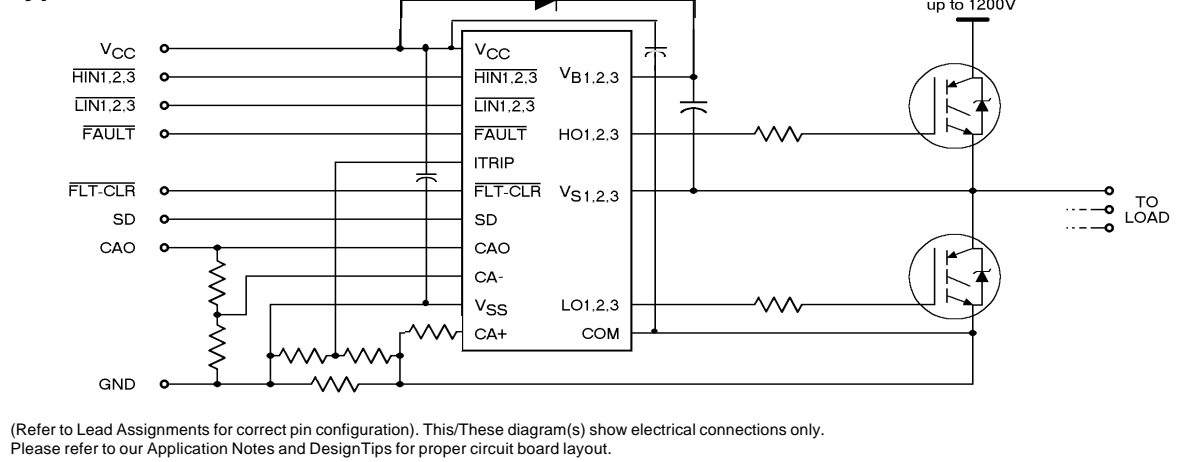 up to 1200V
VCC
HIN1,2,3
LIN1,2,3
FAULT
FLT-CLR
SD
CAO
GND
VCC
HIN1,2,3
LIN1,2,3
FAULT
ITRIP
FLT-CLR
SD
CAO
CA-
VSS
CA+
VB1,2,3
HO1,2,3
VS1,2,3
LO1,2,3
COM
TO
LOAD
(Refer to Lead Assignments for correct pin configuration). This/These diagram(s) show electrical connections only.
Please refer to our Application Notes and DesignTips for proper circuit board layout.